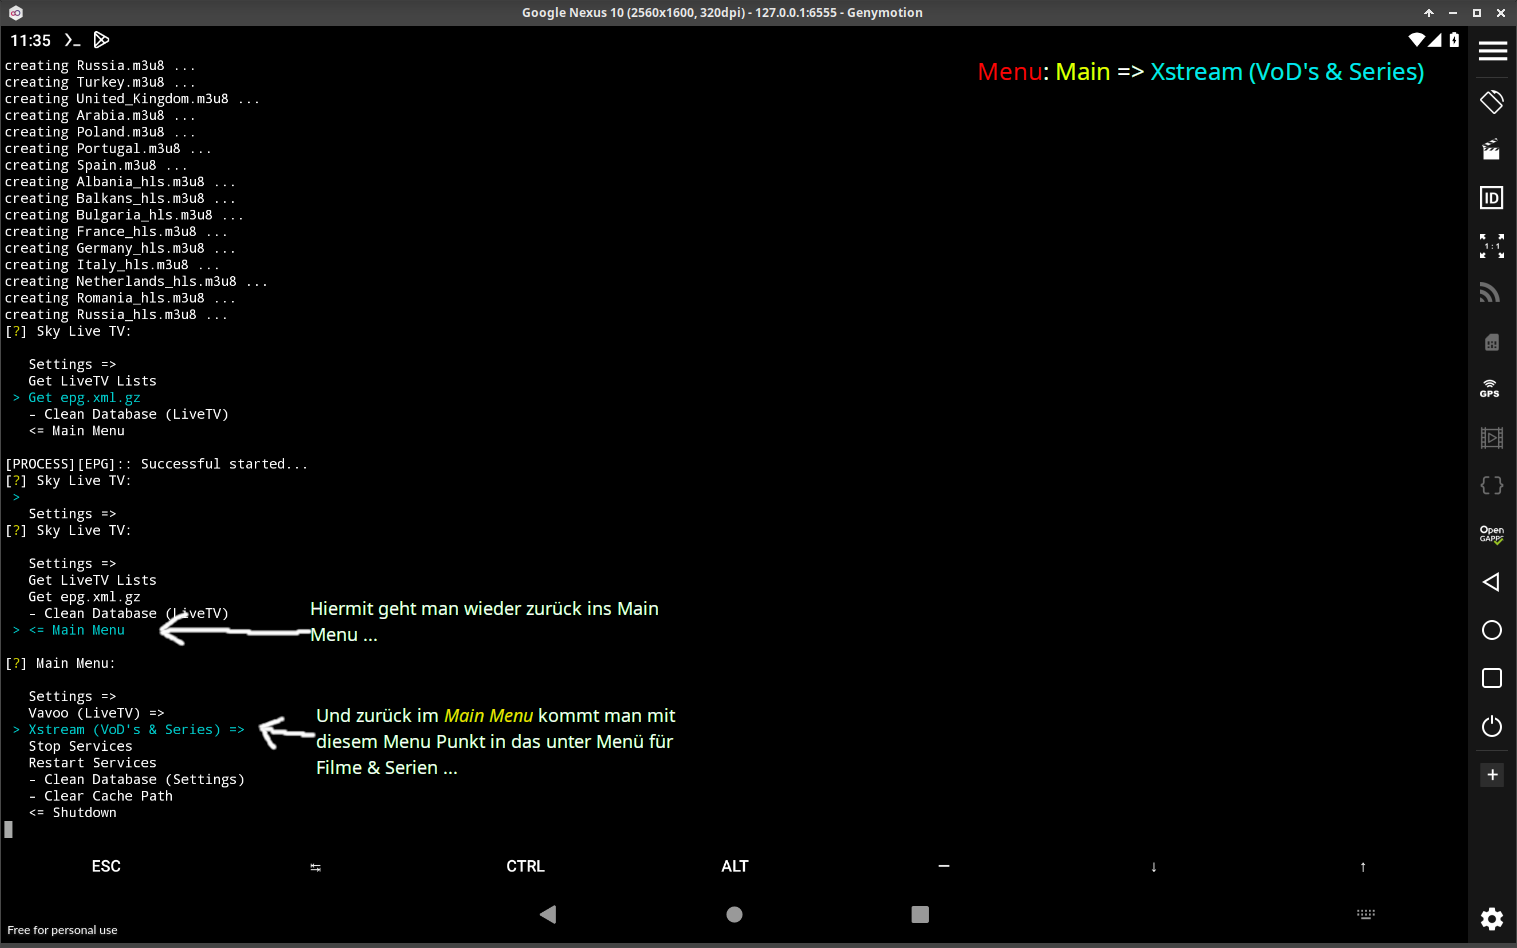 Google Nexus 10 (2560x1600, 320dpi) - 127.0.0.1:6555 - Genymotion
11:35
Menu: Main => Xstream (VoD's & Series)
creating Russia.m3u8 ...
creating Turkey.m3u8 ...
creating United_Kingdom.m3u8 ...
creating Arabia.m3u8 ...
creating Poland.m3u8 ...
creating Portugal.m3u8 ...
creating Spain.m3u8 ...
creating Albania_hls.m3u8 ...
creating Balkans_hls.m3u8 ...
creating Bulgaria_hls.m3u8 ...
creating France_hls.m3u8 ...
creating Germany_hls.m3u8 ...
creating Italy_hls.m3u8 ...
creating Netherlands_hls.m3u8 ...
creating Romania_hls.m3u8 ...
creating Russia_hls.m3u8 ...
[?] Sky Live TV:
Settings =>
Get LiveTV Lists
> Get epg.xml.gz
- Clean Database (LiveTV)
<= Main Menu
[PROCESS][EPG]:: Successful started...
[?] Sky Live TV:
>
Settings =>
[?] Sky Live TV:
Settings =>
Get LiveTV Lists
Get epg.xml.gz
- Clean Database (LiveTV)
> <= Main Menu
Hiermit geht man wieder zurück ins Main
Menu ...
[?] Main Menu:
Settings =>
Vavoo (LiveTV) =>
> Xstream (VoD's & Series) =>
Stop Services
Restart Services
- Clean Database (Settings)
- Clear Cache Path
<= Shutdown
Und zurück im Main Menu kommt man mit
diesem Menu Punkt in das unter Menü für
Filme & Serien ...
ESC
CTRL
ALT
–
↓
↑
Free for personal use
ID
1:1
GPS
Open
GAPPS